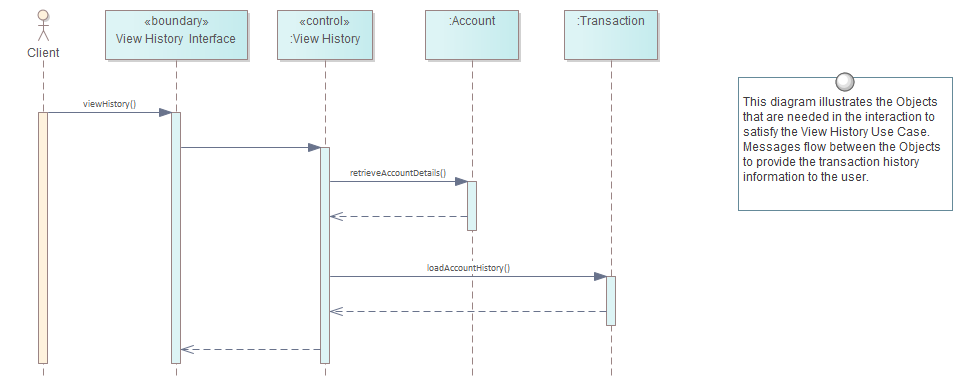 «boundary»
View History Interface
«control»
:View History
:Account
:Transaction
Client
viewHistory()
This diagram illustrates the Objects
that are needed in the interaction to
satisfy the View History Use Case.
Messages flow between the Objects
to provide the transaction history
information to the user.
retrieveAccountDetails()
loadAccountHistory()